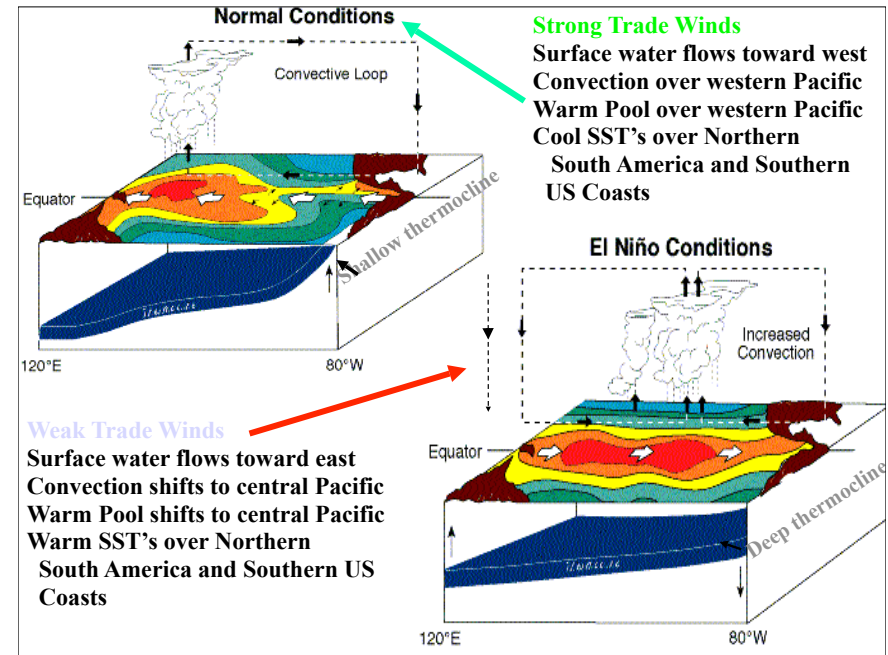 Normal Conditions
Convective Loop
Equator
Shallow thermocline
120°E
80°W
Strong Trade Winds
Surface water flows toward west
Convection over western Pacific
Warm Pool over western Pacific
Cool SST's over Northern
South America and Southern
US Coasts
El Niño Conditions
Increased
Convection
Equator
Deep thermocline
120°E
80°W
Weak Trade Winds
Surface water flows toward east
Convection shifts to central Pacific
Warm Pool shifts to central Pacific
Warm SST's over Northern
South America and Southern US
Coasts